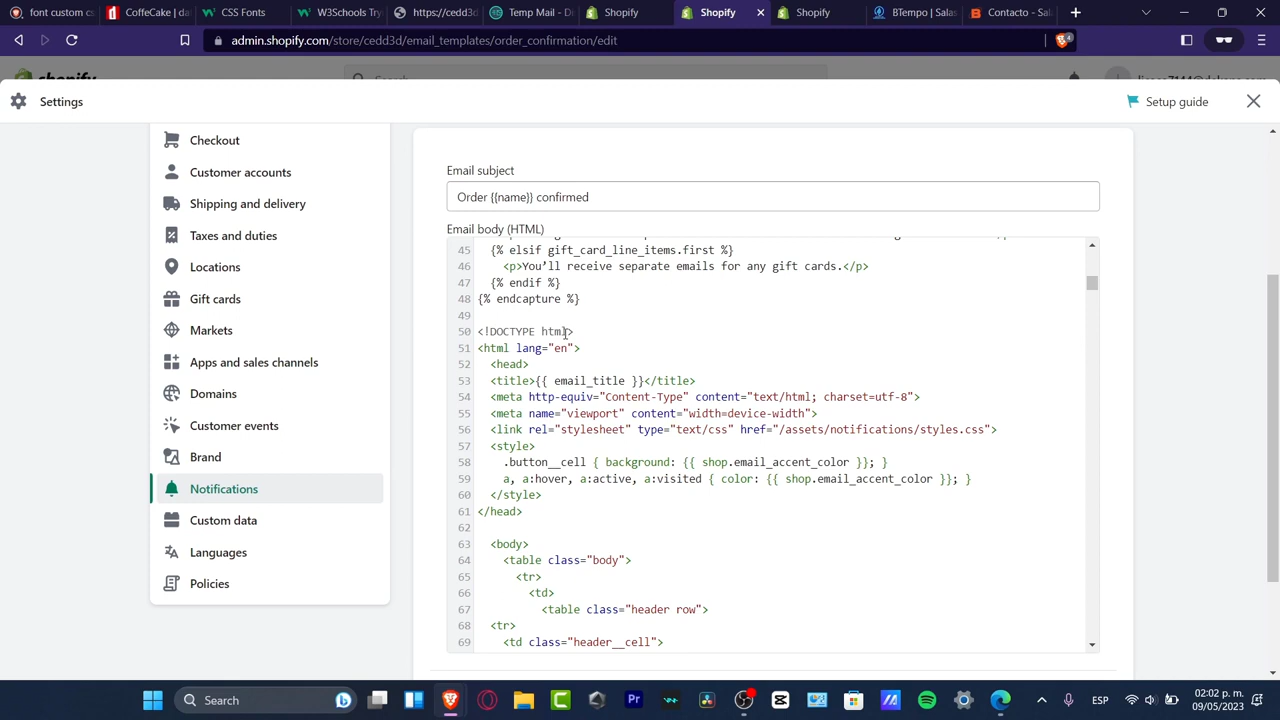 font custom c
CoffeCake | da
CSS Fonts
W3Schools Try
https://cedd3
Temp Mail - D
Shopify
Shopify
Shopify
BTempo | Salas
Contacto - Sal
admin.shopify.com/store/cedd3d/email_templates/order_confirmation/edit
4
shopify
Search
Settings
Setup guide
Checkout
Customer accounts
Shipping and delivery
Taxes and duties
Locations
Gift cards
Markets
Apps and sales channels
Domains
Customer events
Brand
Notifications
Custom data
Languages
Policies
Email subject
Order {{name}} confirmed
Email body (HTML)
45 {% elsif gift_card_line_items.first %}
46 <p>You’ll receive separate emails for any gift cards.</p>
47 {% endif %}
48 {% endcapture %}
49
50 <!DOCTYPE html>
51 <html lang="en">
52 <head>
53 <title>{{ email_title }}</title>
54 <meta http-equiv="Content-Type" content="text/html; charset=utf-8">
55 <meta name="viewport" content="width=device-width">
56 <link rel="stylesheet" type="text/css" href="/assets/notifications/styles.css">
57 <style>
58 .button__cell { background: {{ shop.email_accent_color }}; }
59 a, a:hover, a:active, a:visited { color: {{ shop.email_accent_color }}; }
60 </style>
61 </head>
62
63 <body>
64 <table class="body">
65 <tr>
66 <td>
67 <table class="header row">
68 <tr>
69 <td class="header__cell">
Search
Pr
ESP
02:02 p. m.
09/05/2023